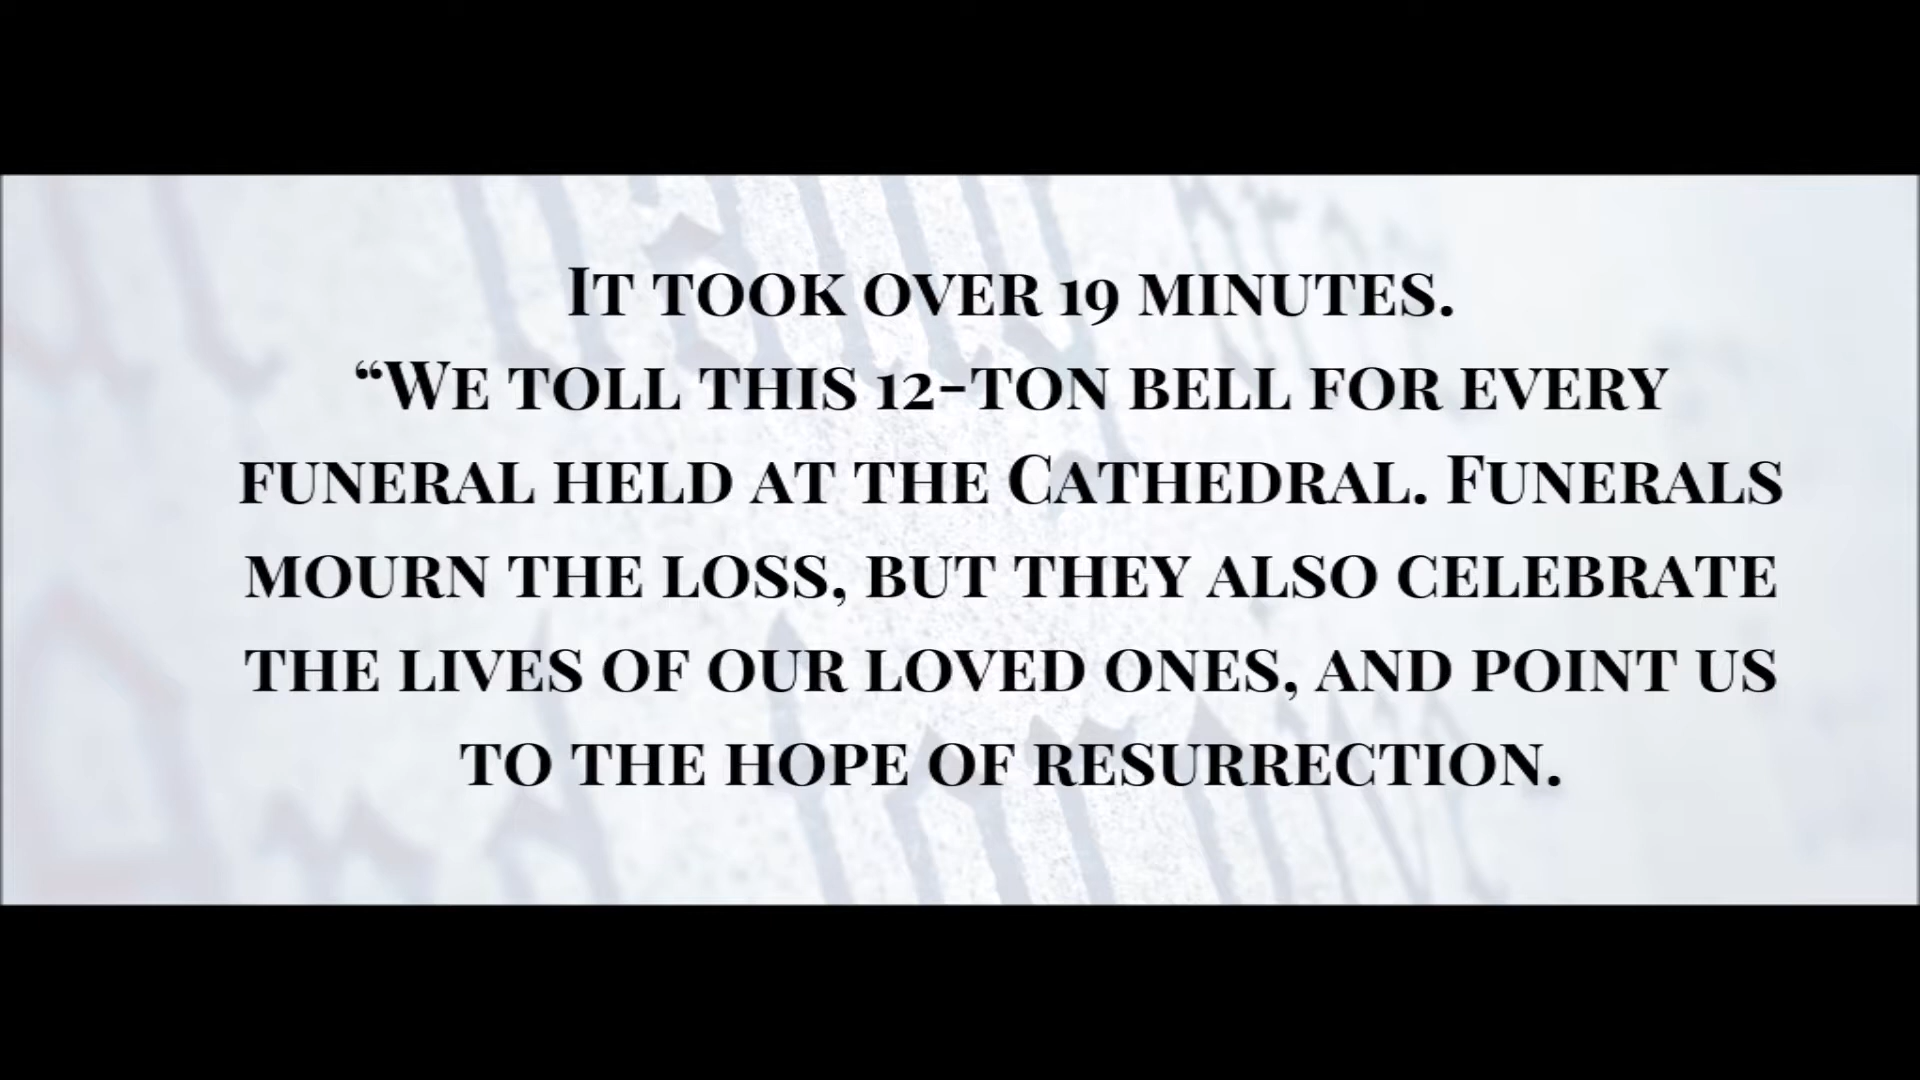 It took over 19 minutes.
“We toll this 12-ton bell for every
funeral held at the Cathedral. Funerals
mourn the loss, but they also celebrate
the lives of our loved ones, and point us
to the hope of resurrection.